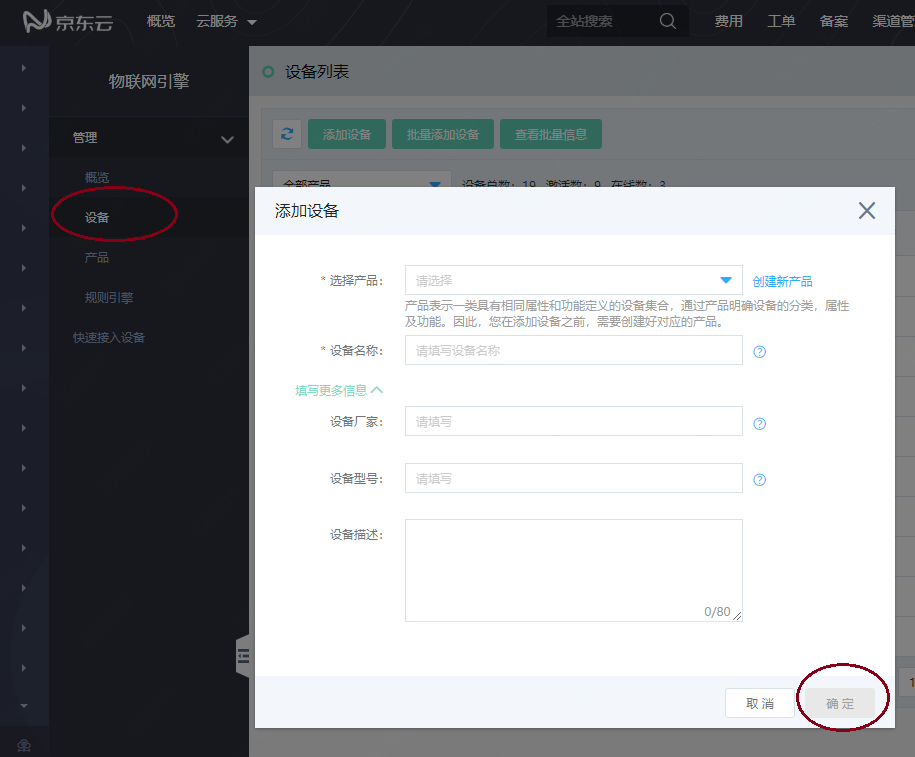 京东云 概览 云服务 全站搜索 费用 工单 备案 渠道管
物联网引擎
设备列表
管理
添加设备 批量添加设备 查看批量信息
概览
全部产品 设备总数：19 激活数：9 在线数：3
设备
产品
规则引擎
快速接入设备
添加设备
* 选择产品： 请选择 创建新产品
产品表示一类具有相同属性和功能定义的设备集合，通过产品明确设备的分类，属性
及功能。因此，您在添加设备之前，需要创建好对应的产品。
* 设备名称： 请填写设备名称
填写更多信息
设备厂家： 请填写
设备型号： 请填写
设备描述：
0/80
取消 确定
1